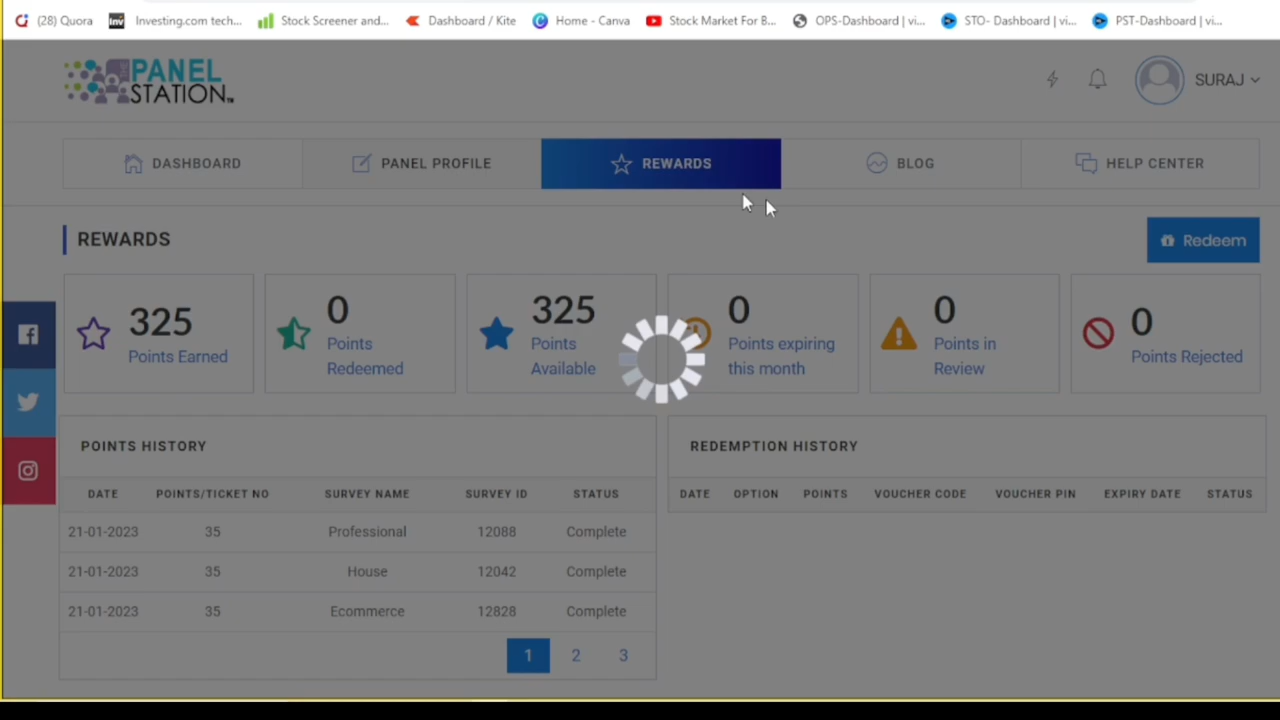 (28) Quora Investing.com tech... Stock Screener and... Dashboard / Kite Home - Canva Stock Market For B... OPS-Dashboard | vi... STO- Dashboard | vi... PST-Dashboard | vi...
THE PANEL
STATION TM
SURAJ
DASHBOARD PANEL PROFILE REWARDS BLOG HELP CENTER
REWARDS
Redeem
325
Points Earned
0
Points
Redeemed
325
Points
Available
0
Points expiring
this month
0
Points in
Review
0
Points Rejected
POINTS HISTORY
DATE POINTS/TICKET NO SURVEY NAME SURVEY ID STATUS
21-01-2023 35 Professional 12088 Complete
21-01-2023 35 House 12042 Complete
21-01-2023 35 Ecommerce 12828 Complete
1 2 3
REDEMPTION HISTORY
DATE OPTION POINTS VOUCHER CODE VOUCHER PIN EXPIRY DATE STATUS